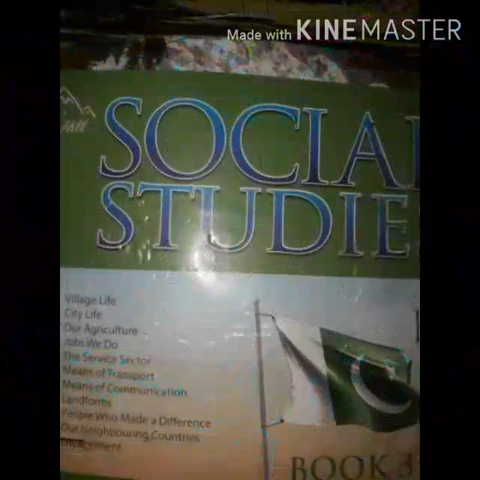 Made with KINEMASTER
SOCIAL
STUDIE
Village Life
City Life
Our Agriculture
Jobs We Do
The Service Sector
Means of Transport
Means of Communication
Landforms
People Who Made a Difference
Our Neighbouring Countries
BOOK 3